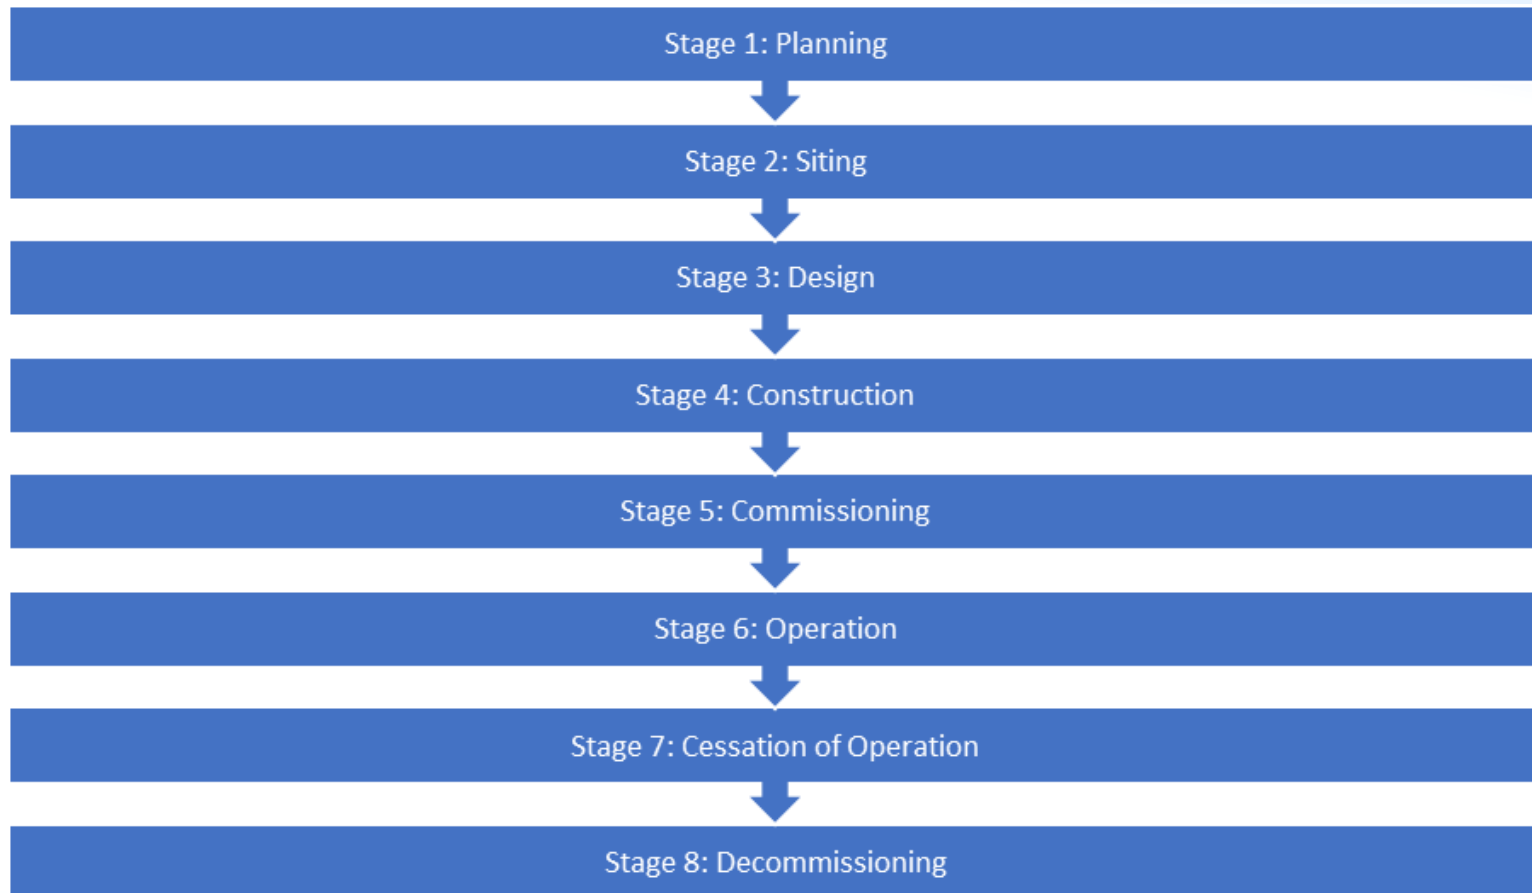 Stage 1: Planning
Stage 2: Siting
Stage 3: Design
Stage 4: Construction
Stage 5: Commissioning
Stage 6: Operation
Stage 7: Cessation of Operation
Stage 8: Decommissioning